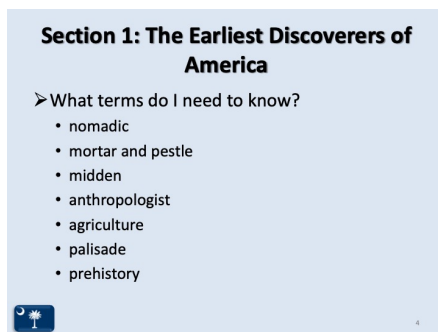 Section 1: The Earliest Discoverers of
America
➢What terms do I need to know?
• nomadic
• mortar and pestle
• midden
• anthropologist
• agriculture
• palisade
• prehistory
4